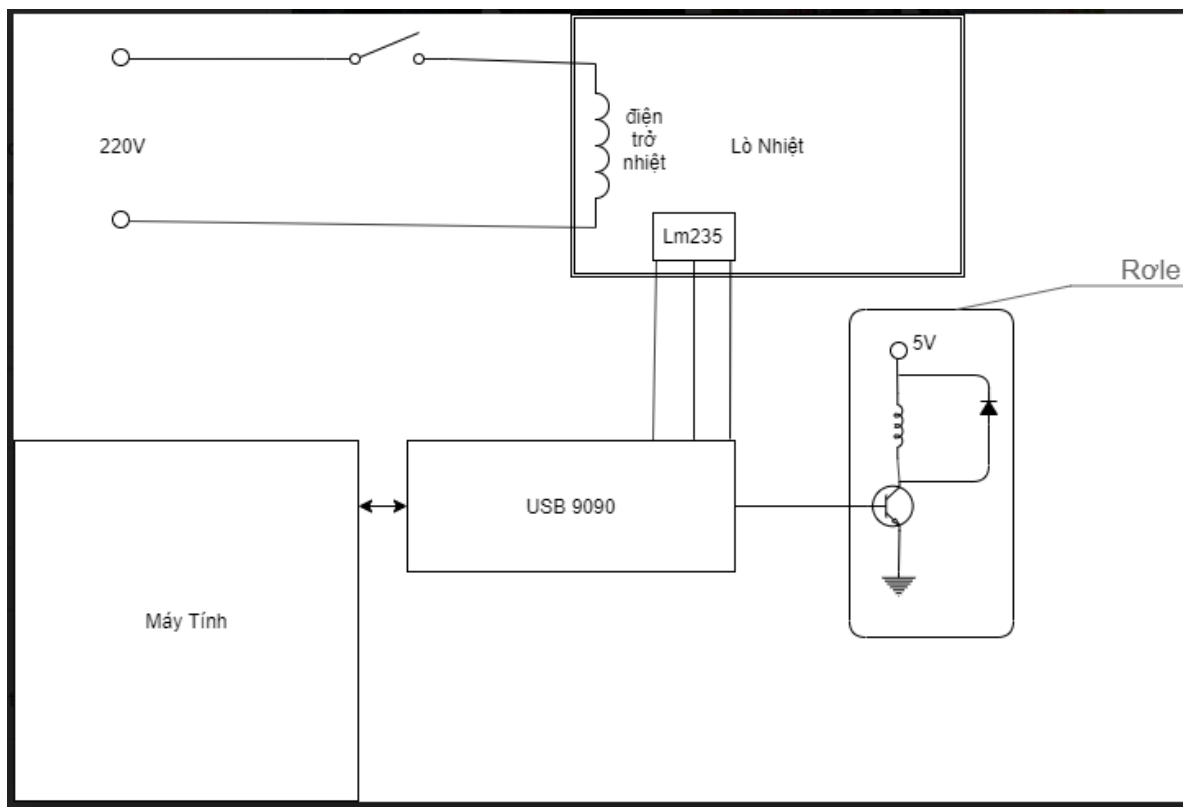 220V
điện
trở
nhiệt
Lò Nhiệt
Lm235
Rơle
5V
USB 9090
Máy Tính